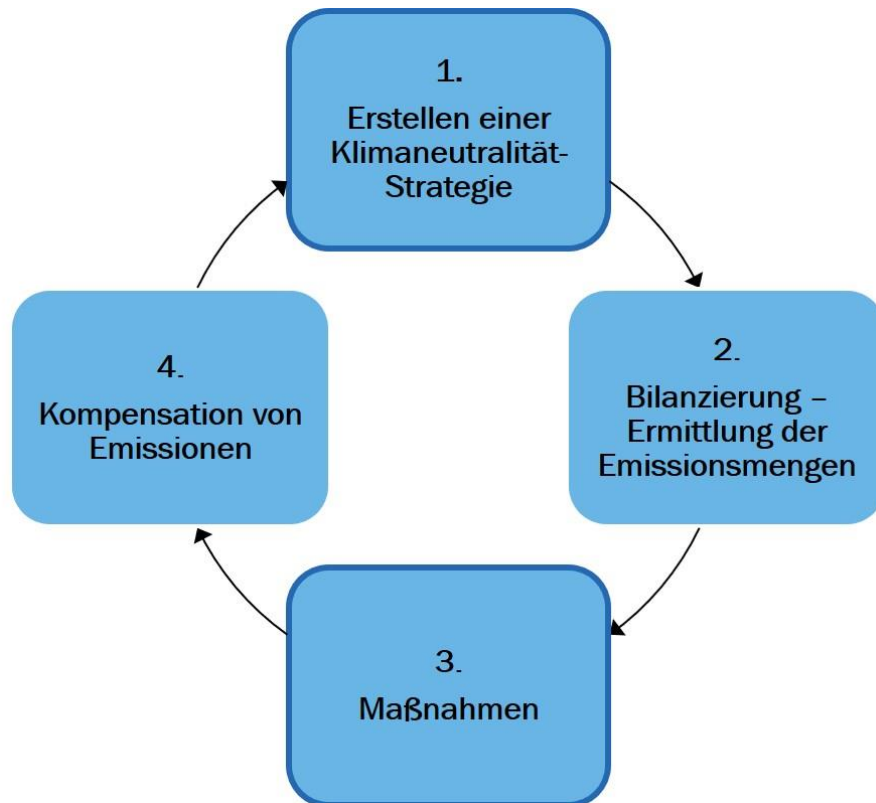 1.
Erstellen einer
Klimaneutralität-
Strategie
2.
Bilanzierung –
Ermittlung der
Emissionsmengen
3.
Maßnahmen
4.
Kompensation von
Emissionen